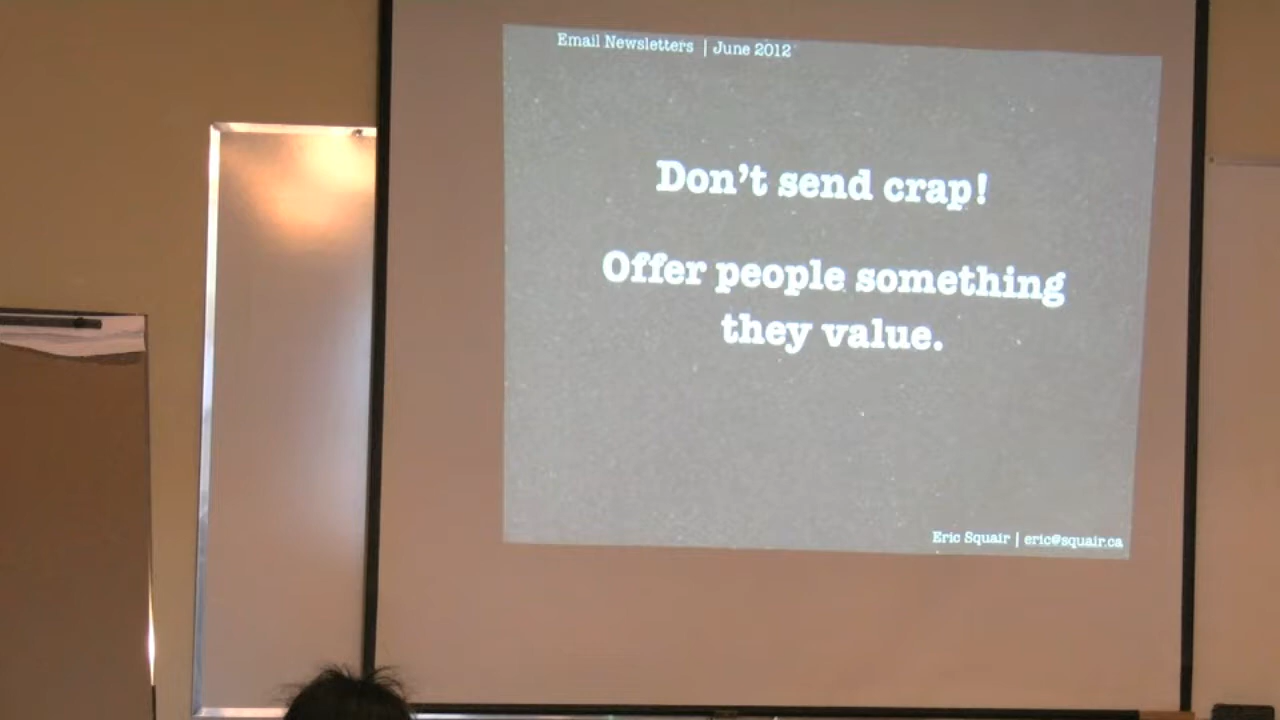 Email Newsletters | June 2012
Don't send crap!
Offer people something
they value.
Eric Squair | eric@squair.ca